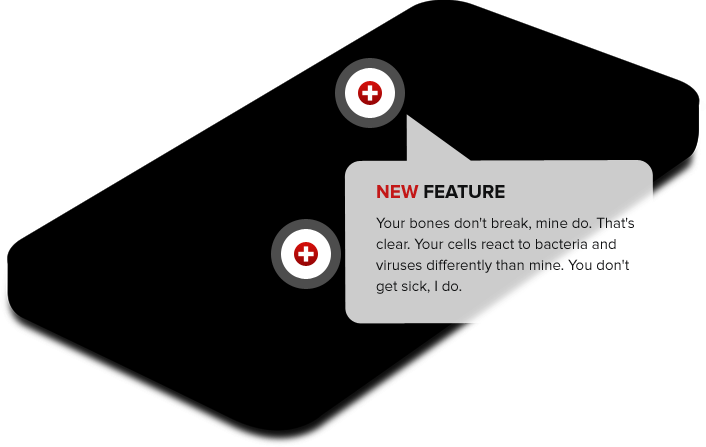 NEW FEATURE
Your bones don't break, mine do. That's
clear. Your cells react to bacteria and
viruses differently than mine. You don't
get sick, I do.